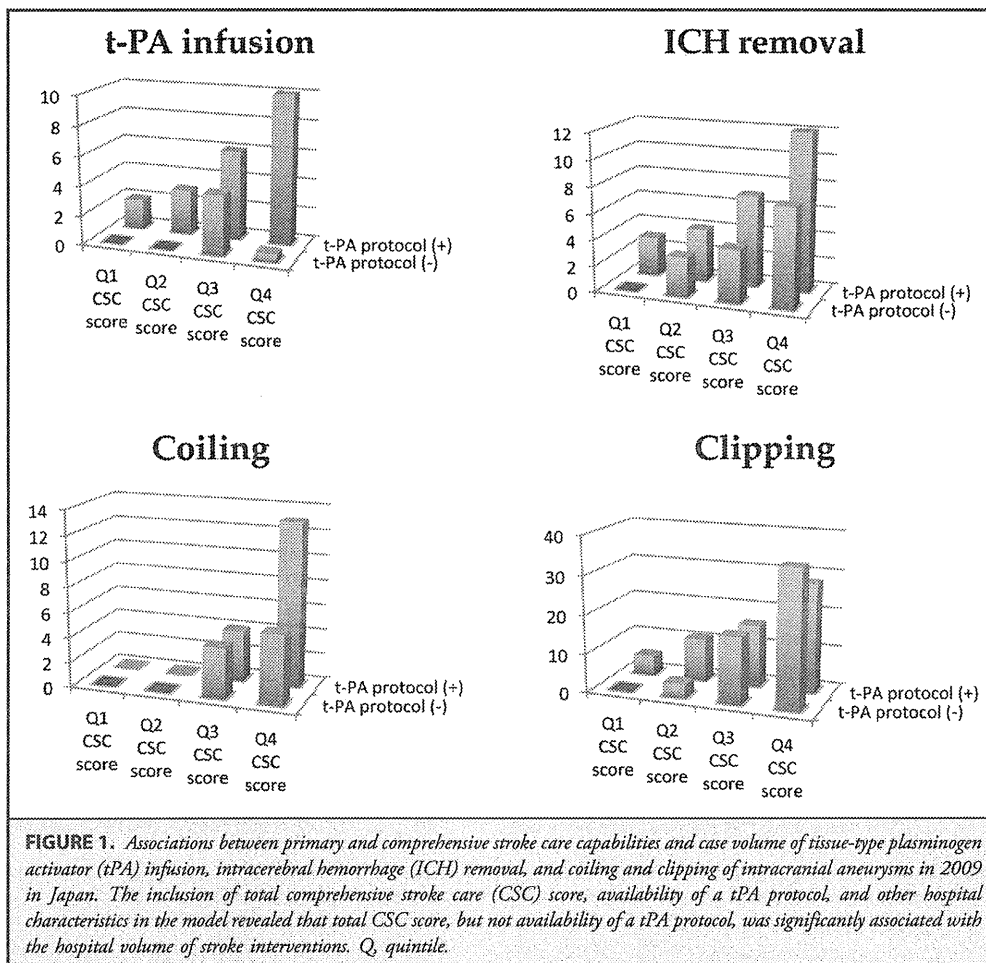 t-PA infusion
10
8
6
4
2
0
Q1 CSC score
Q2 CSC score
Q3 CSC score
Q4 CSC score
t-PA protocol (+)
t-PA protocol (-)
ICH removal
12
10
8
6
4
2
0
Q1 CSC score
Q2 CSC score
Q3 CSC score
Q4 CSC score
t-PA protocol (+)
t-PA protocol (-)
Coiling
14
12
10
8
6
4
2
0
Q1 CSC score
Q2 CSC score
Q3 CSC score
Q4 CSC score
t-PA protocol (+)
t-PA protocol (-)
Clipping
40
30
20
10
0
Q1 CSC score
Q2 CSC score
Q3 CSC score
Q4 CSC score
t-PA protocol (+)
t-PA protocol (-)
FIGURE 1. Associations between primary and comprehensive stroke care capabilities and case volume of tissue-type plasminogen
activator (tPA) infusion, intracerebral hemorrhage (ICH) removal, and coiling and clipping of intracranial aneurysms in 2009
in Japan. The inclusion of total comprehensive stroke care (CSC) score, availability of a tPA protocol, and other hospital
characteristics in the model revealed that total CSC score, but not availability of a tPA protocol, was significantly associated with
the hospital volume of stroke interventions. Q, quintile.